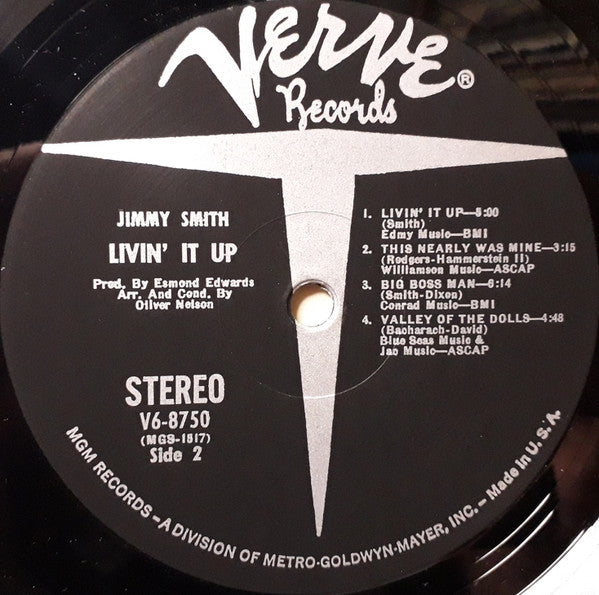 Verve®
Records
JIMMY SMITH
LIVIN' IT UP
Prod. By Esmond Edwards
Arr. And Cond. By
Oliver Nelson
STEREO
V6-8750
(MGS-1517)
Side 2
1. LIVIN' IT UP—5:00
(Smith)
Edmy Music—BMI
2. THIS NEARLY WAS MINE—3:15
(Rodgers-Hammerstein II)
Williamson Music—ASCAP
3. BIG BOSS MAN—6:14
(Smith-Dixon)
Conrad Music—BMI
4. VALLEY OF THE DOLLS—4:48
(Bacharach-David)
Blue Seas Music &
Jac Music—ASCAP
MGM RECORDS – A DIVISION OF METRO-GOLDWYN-MAYER, INC. – Made in U. S. A.